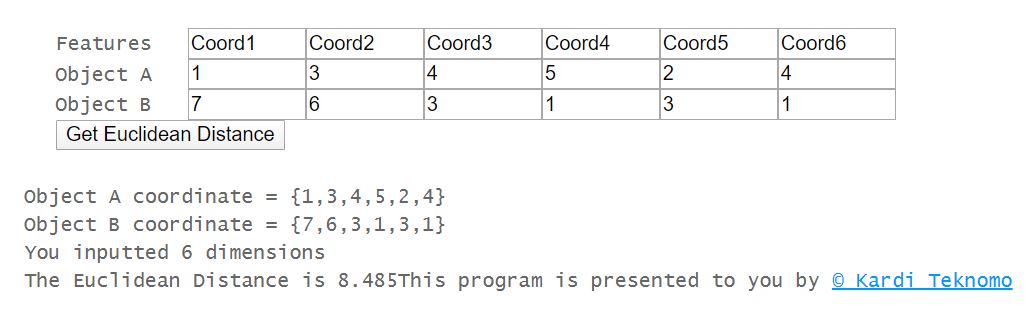 Features Coord1 Coord2 Coord3 Coord4 Coord5 Coord6
Object A 1 3 4 5 2 4
Object B 7 6 3 1 3 1
Get Euclidean Distance
Object A coordinate = {1,3,4,5,2,4}
Object B coordinate = {7,6,3,1,3,1}
You inputted 6 dimensions
The Euclidean Distance is 8.485This program is presented to you by © Kardi Teknomo